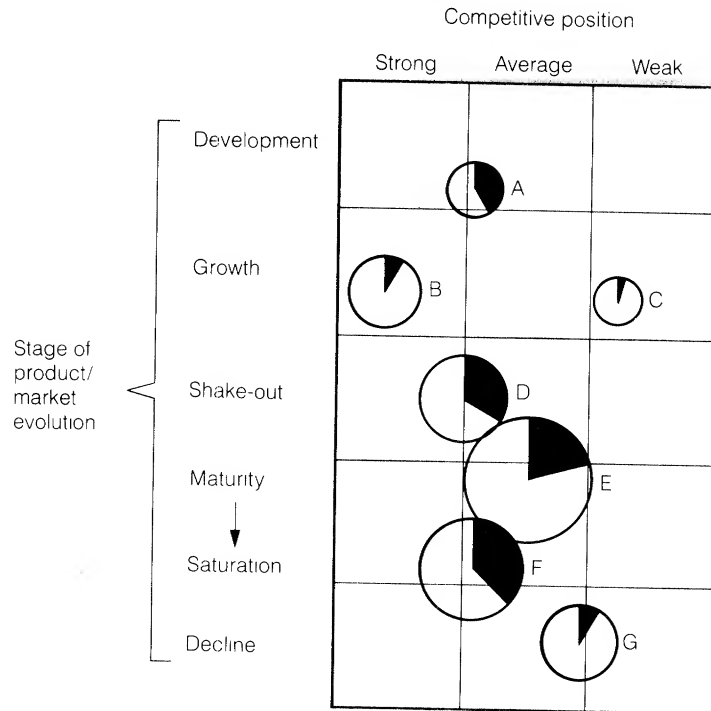 Competitive position
Strong Average Weak
Development
A
Growth
B
C
Stage of
product/
market
evolution
Shake-out
D
Maturity
E
Saturation
F
Decline
G